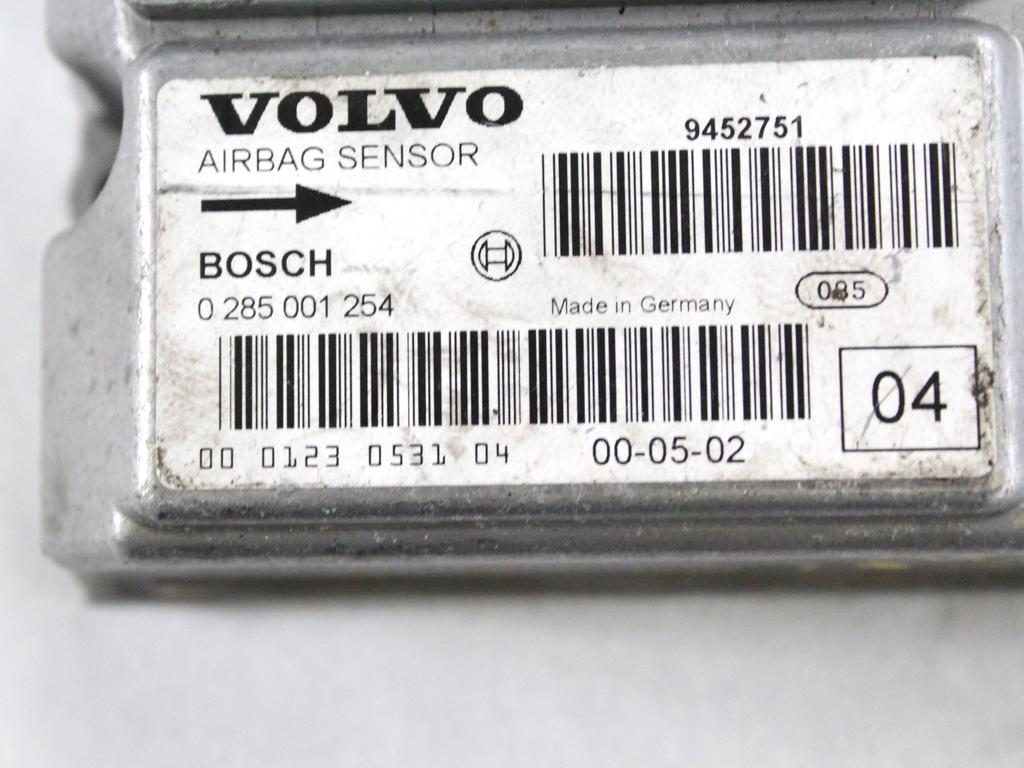 VOLVO
9452751
AIRBAG SENSOR
BOSCH
0 285 001 254
Made in Germany
085
04
00 0123 0531 04
00-05-02